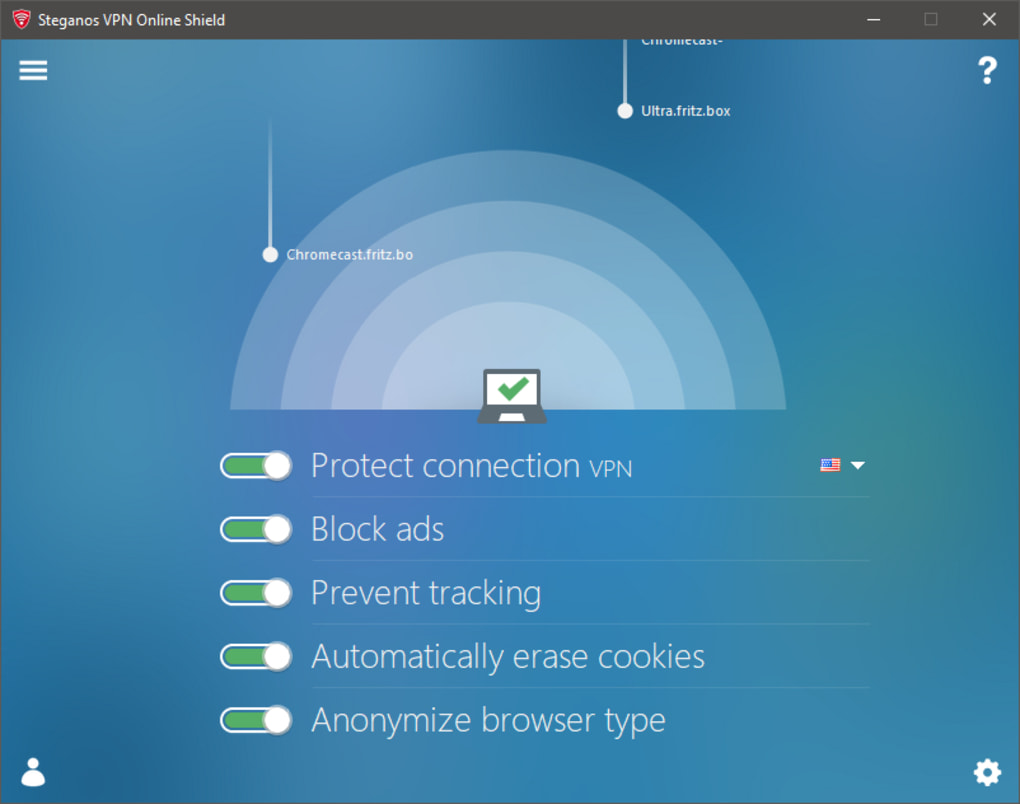 Steganos VPN Online Shield
Chromecast-
Ultra.fritz.box
Chromecast.fritz.bo
Protect connection VPN
Block ads
Prevent tracking
Automatically erase cookies
Anonymize browser type